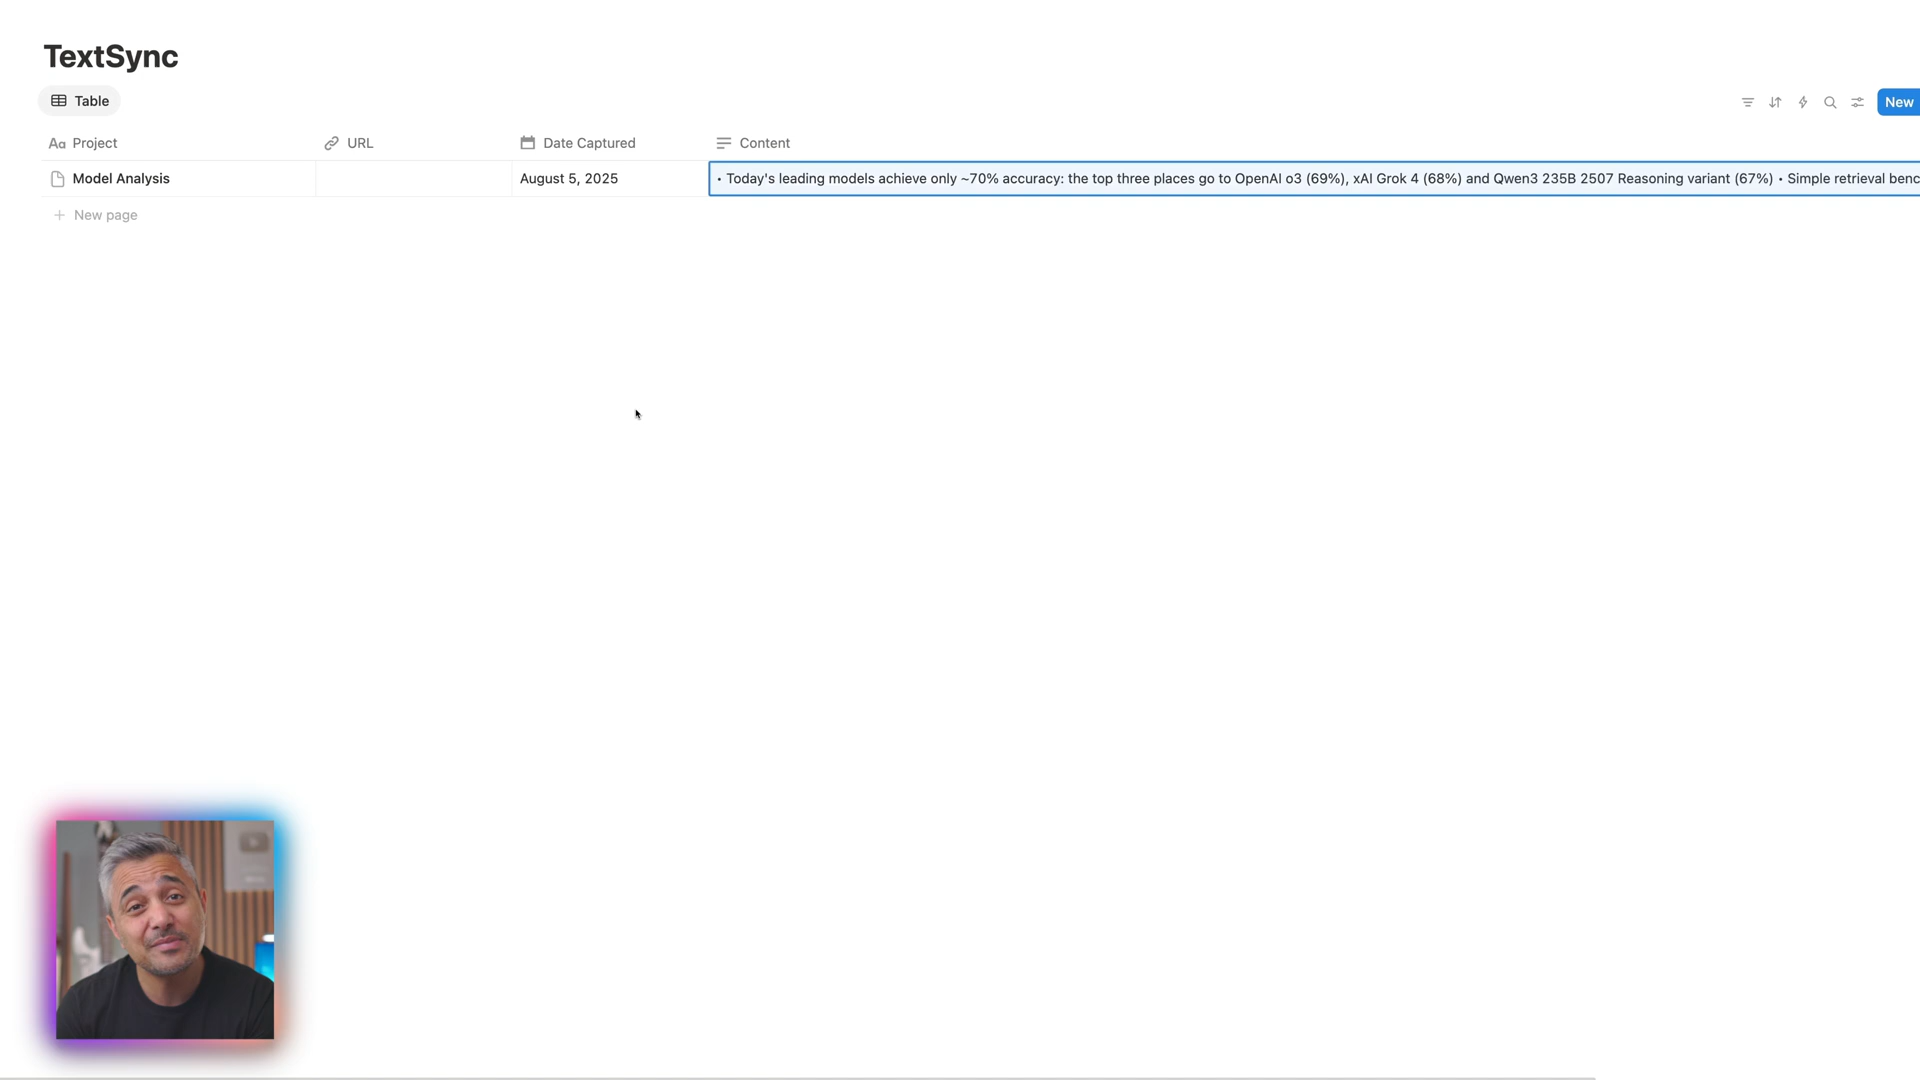 TextSync
Table
New
Aa Project
URL
Date Captured
Content
Model Analysis
August 5, 2025
• Today's leading models achieve only ~70% accuracy: the top three places go to OpenAI o3 (69%), xAI Grok 4 (68%) and Qwen3 235B 2507 Reasoning variant (67%) • Simple retrieval benc
+ New page